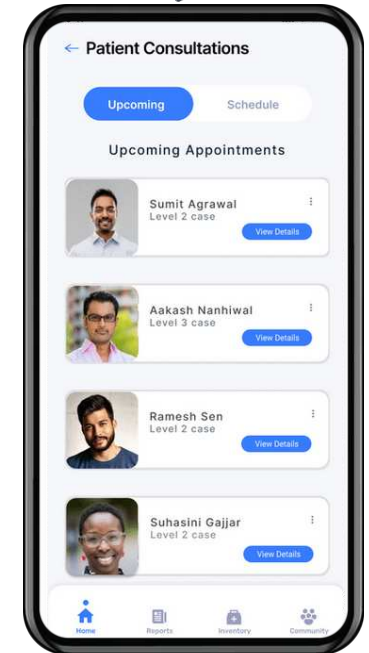 Patient Consultations
Upcoming Schedule
Upcoming Appointments
Sumit Agrawal
Level 2 case
View Details
Aakash Nanhiwal
Level 3 case
View Details
Ramesh Sen
Level 2 case
View Details
Suhasini Gajjar
Level 2 case
View Details
Home Reports Inventory Community